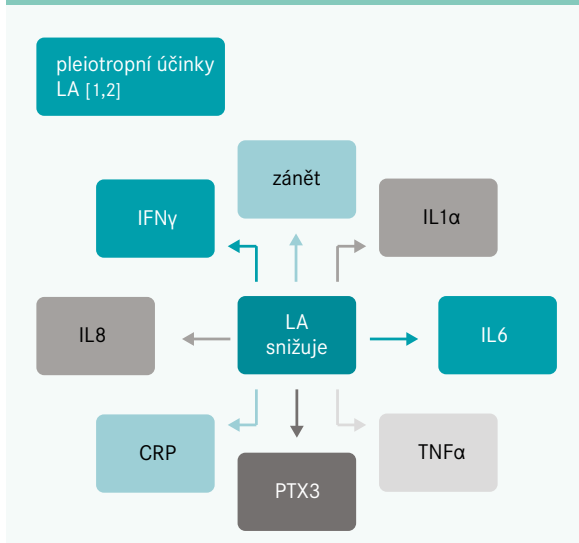 pleiotropní účinky
LA [1,2]
zánět
IFNγ
IL1α
IL8
LA
snižuje
IL6
CRP
TNFα
PTX3